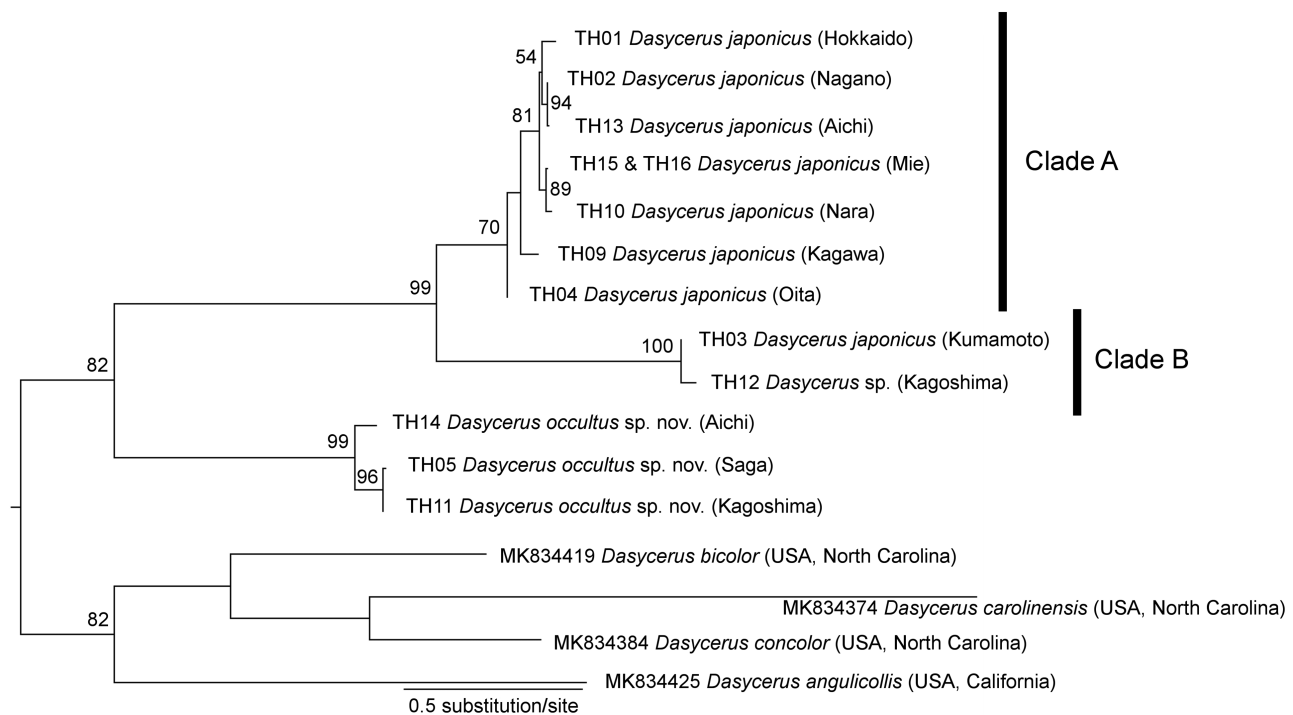 TH01 Dasycerus japonicus (Hokkaido)
54
TH02 Dasycerus japonicus (Nagano)
94
81
TH13 Dasycerus japonicus (Aichi)
TH15 & TH16 Dasycerus japonicus (Mie)
Clade A
89
TH10 Dasycerus japonicus (Nara)
70
TH09 Dasycerus japonicus (Kagawa)
99
TH04 Dasycerus japonicus (Oita)
TH03 Dasycerus japonicus (Kumamoto)
100
Clade B
82
TH12 Dasycerus sp. (Kagoshima)
TH14 Dasycerus occultus sp. nov. (Aichi)
99
TH05 Dasycerus occultus sp. nov. (Saga)
96
TH11 Dasycerus occultus sp. nov. (Kagoshima)
MK834419 Dasycerus bicolor (USA, North Carolina)
MK834374 Dasycerus carolinensis (USA, North Carolina)
82
MK834384 Dasycerus concolor (USA, North Carolina)
MK834425 Dasycerus angulicollis (USA, California)
0.5 substitution/site